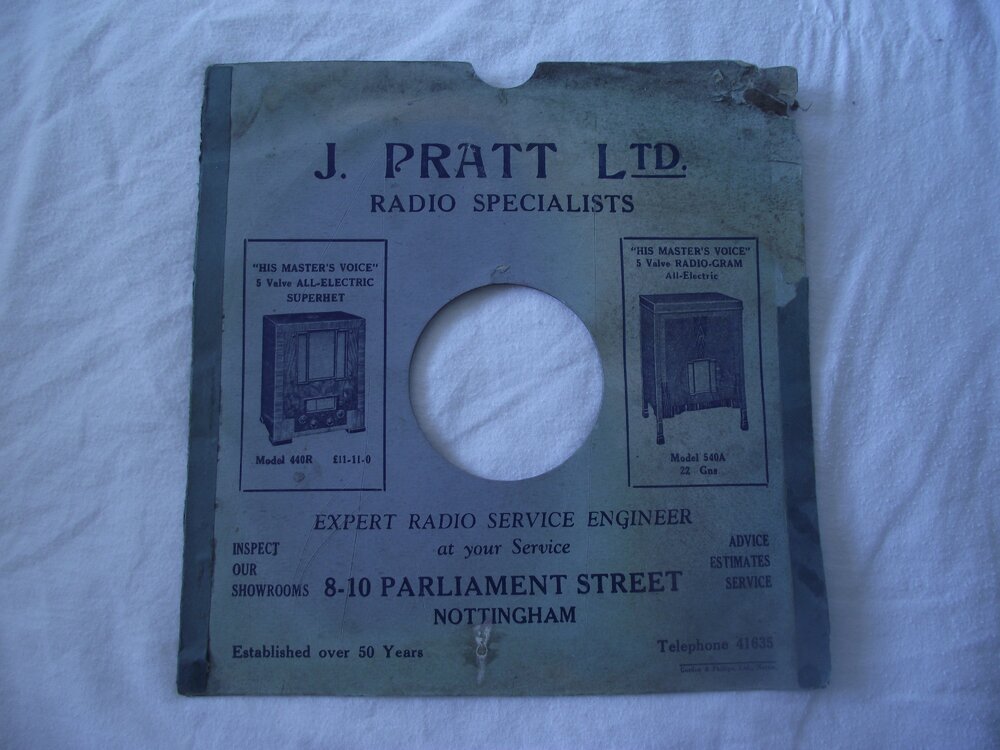 J. PRATT LTD.
RADIO SPECIALISTS
"HIS MASTER'S VOICE"
5 Valve ALL-ELECTRIC
SUPERHET
Model 440R £11-11-0
"HIS MASTER'S VOICE"
5 Valve RADIO-GRAM
All-Electric
Model 540A
22 Gns
EXPERT RADIO SERVICE ENGINEER
at your Service
INSPECT
OUR
SHOWROOMS
8-10 PARLIAMENT STREET
NOTTINGHAM
ADVICE
ESTIMATES
SERVICE
Established over 50 Years
Telephone 41635